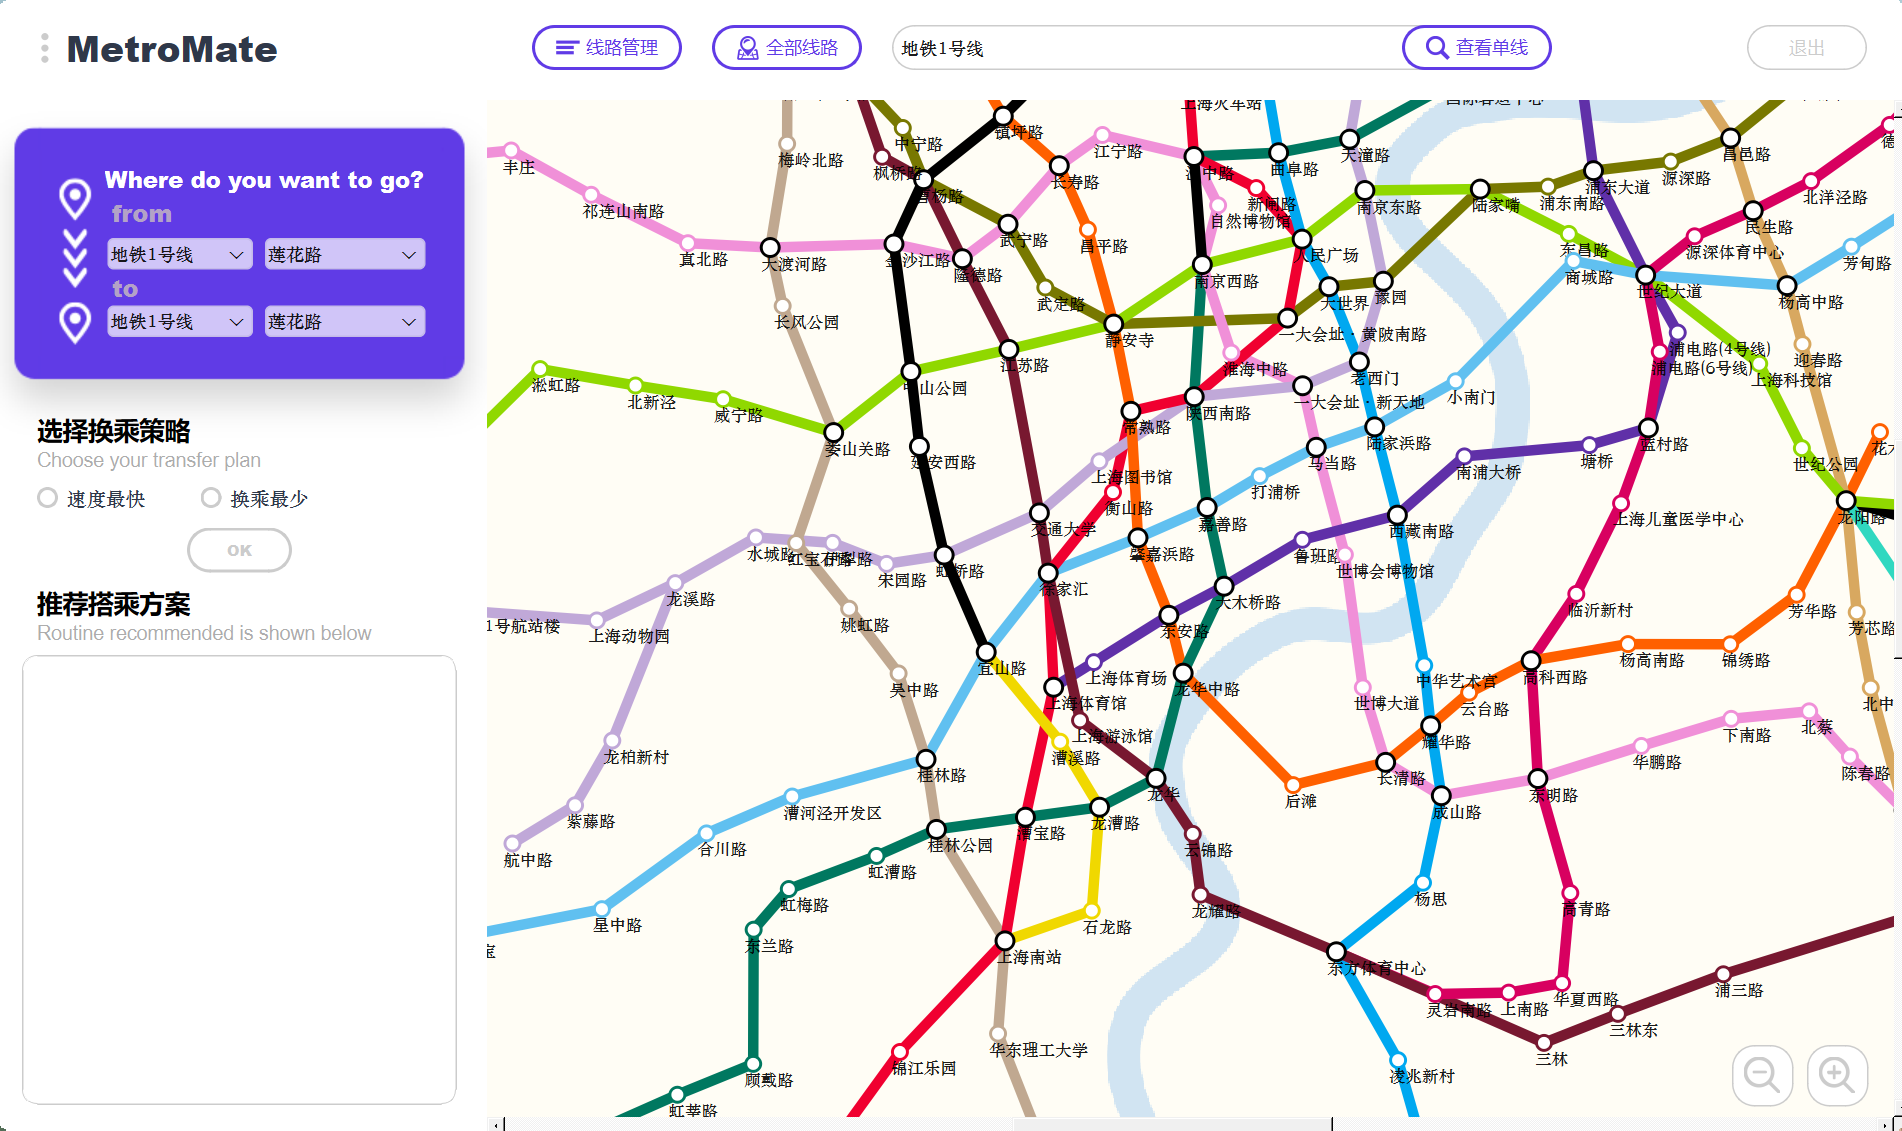 MetroMate
线路管理
全部线路
地铁1号线
查看单线
退出
Where do you want to go?
from
地铁1号线
莲花路
to
地铁1号线
莲花路
选择换乘策略
Choose your transfer plan
速度最快
换乘最少
OK
推荐搭乘方案
Routine recommended is shown below
上海火车站
镇坪路
中宁路
江宁路
天潼路
昌邑路
丰庄
梅岭北路
枫桥路
长寿路
曲阜路
浦东大道
源深路
曹杨路
汉中路
新闸路
北洋泾路
祁连山南路
自然博物馆
南京东路
陆家嘴
浦东南路
民生路
武宁路
昌平路
真北路
大渡河路
金沙江路
隆德路
南京西路
人民广场
东昌路
商城路
源深体育中心
芳甸路
武定路
大世界
豫园
世纪大道
杨高中路
长风公园
静安寺
一大会址·黄陂南路
浦电路(4号线)
浦电路(6号线)
迎春路
上海科技馆
淞虹路
北新泾
威宁路
中山公园
江苏路
淮海中路
老西门
小南门
一大会址·新天地
陕西南路
常熟路
娄山关路
延安西路
上海图书馆
马当路
陆家浜路
南浦大桥
塘桥
蓝村路
世纪公园
衡山路
打浦桥
嘉善路
交通大学
西藏南路
上海儿童医学中心
龙阳路
水城路
红宝石路
伊犁路
宋园路
虹桥路
肇嘉浜路
鲁班路
世博会博物馆
徐家汇
龙溪路
大木桥路
临沂新村
芳华路
1号航站楼
上海动物园
姚虹路
东安路
芳芯路
宜山路
上海体育场
龙华中路
中华艺术宫
高科西路
杨高南路
锦绣路
吴中路
上海体育馆
世博大道
云台路
北中
上海游泳馆
漕溪路
耀华路
下南路
北蔡
龙柏新村
桂林路
龙华
后滩
长清路
华鹏路
陈春路
紫藤路
漕河泾开发区
漕宝路
龙漕路
成山路
东明路
航中路
合川路
桂林公园
云锦路
虹漕路
虹梅路
杨思
高青路
星中路
石龙路
龙耀路
东兰路
上海南站
东方体育中心
灵岩南路
上南路
华夏西路
浦三路
三林东
三林
锦江乐园
华东理工大学
顾戴路
虹莘路
凌兆新村